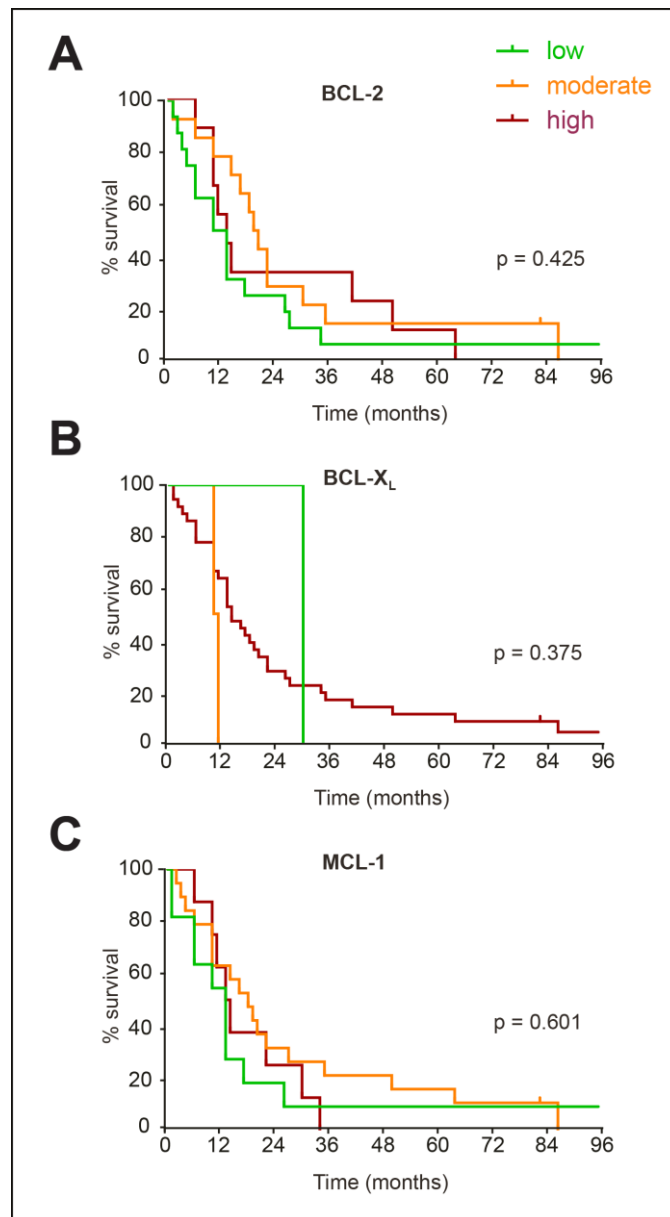 A
low
moderate
high
BCL-2
100
80
60
40
20
0
% survival
p = 0.425
0 12 24 36 48 60 72 84 96
Time (months)
B
BCL-XL
100
80
60
40
20
0
% survival
p = 0.375
0 12 24 36 48 60 72 84 96
Time (months)
C
MCL-1
100
80
60
40
20
0
% survival
p = 0.601
0 12 24 36 48 60 72 84 96
Time (months)